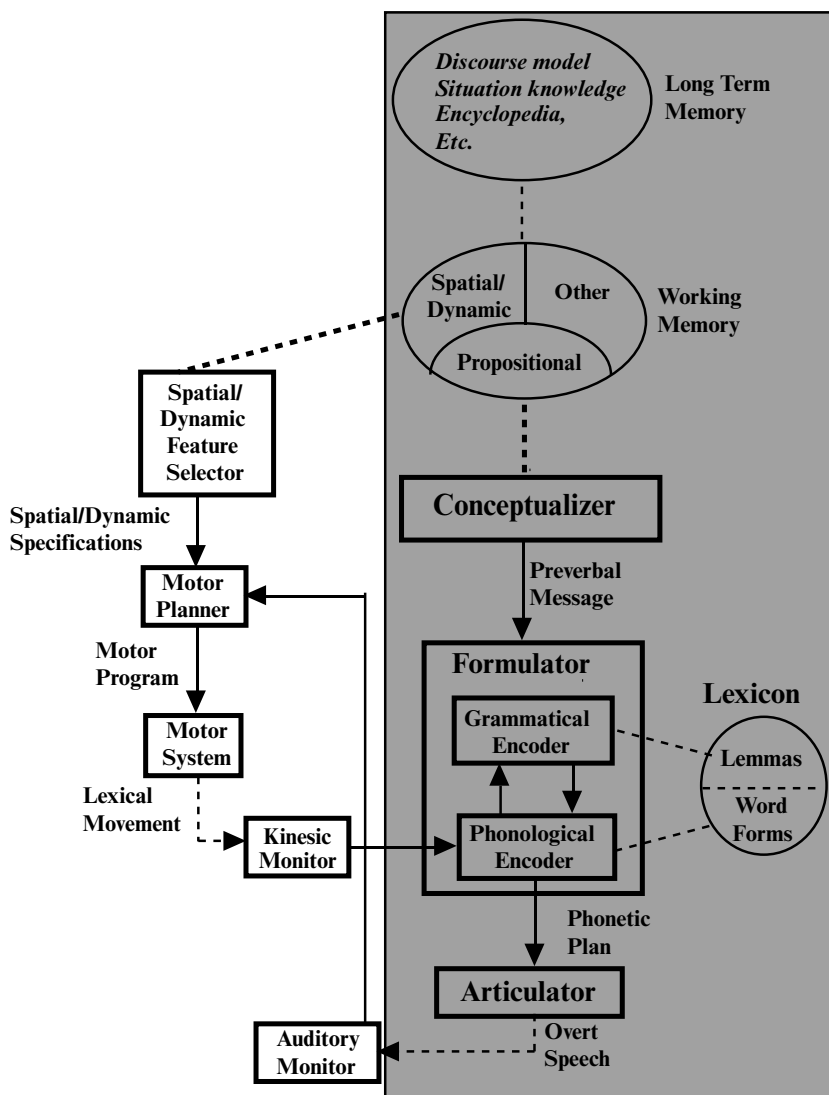 Discourse model
Situation knowledge
Encyclopedia,
Etc.
Long Term
Memory
Spatial/
Dynamic
Other
Propositional
Working
Memory
Spatial/
Dynamic
Feature
Selector
Conceptualizer
Spatial/Dynamic
Specifications
Preverbal
Message
Motor
Planner
Motor
Program
Formulator
Lexicon
Grammatical
Encoder
Lemmas
Word
Forms
Motor
System
Lexical
Movement
Kinesic
Monitor
Phonological
Encoder
Phonetic
Plan
Articulator
Overt
Speech
Auditory
Monitor